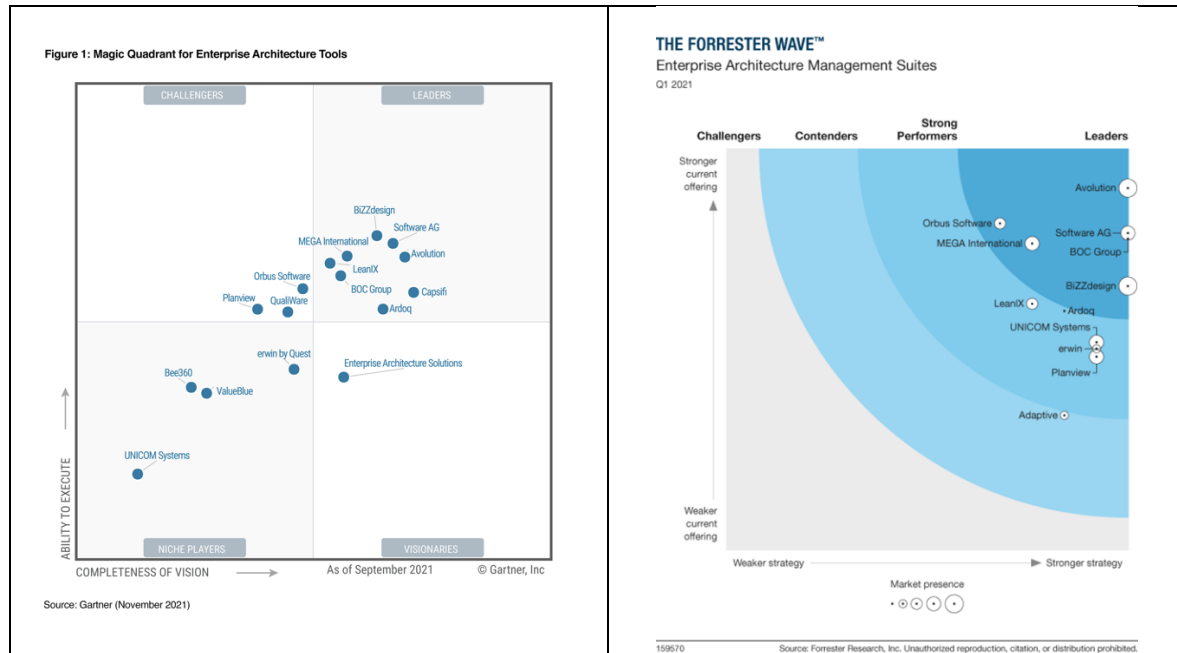 Figure 1: Magic Quadrant for Enterprise Architecture Tools
CHALLENGERS
LEADERS
BiZZdesign
Software AG
MEGA International
Avolution
LeanIX
Orbus Software
BOC Group
Capsifi
Planview
QualiWare
Ardoq
erwin by Quest
Enterprise Architecture Solutions
Bee360
ValueBlue
UNICOM Systems
ABILITY TO EXECUTE
NICHE PLAYERS
VISIONARIES
COMPLETENESS OF VISION
As of September 2021
© Gartner, Inc
Source: Gartner (November 2021)
THE FORRESTER WAVE™
Enterprise Architecture Management Suites
Q1 2021
Challengers
Contenders
Strong
Performers
Leaders
Stronger
current
offering
Avolution
Orbus Software
Software AG
MEGA International
BOC Group
BiZZdesign
LeanIX
Ardoq
UNICOM Systems
erwin
Planview
Adaptive
Weaker
current
offering
Weaker strategy
Stronger strategy
Market presence
159570
Source: Forrester Research, Inc. Unauthorized reproduction, citation, or distribution prohibited.